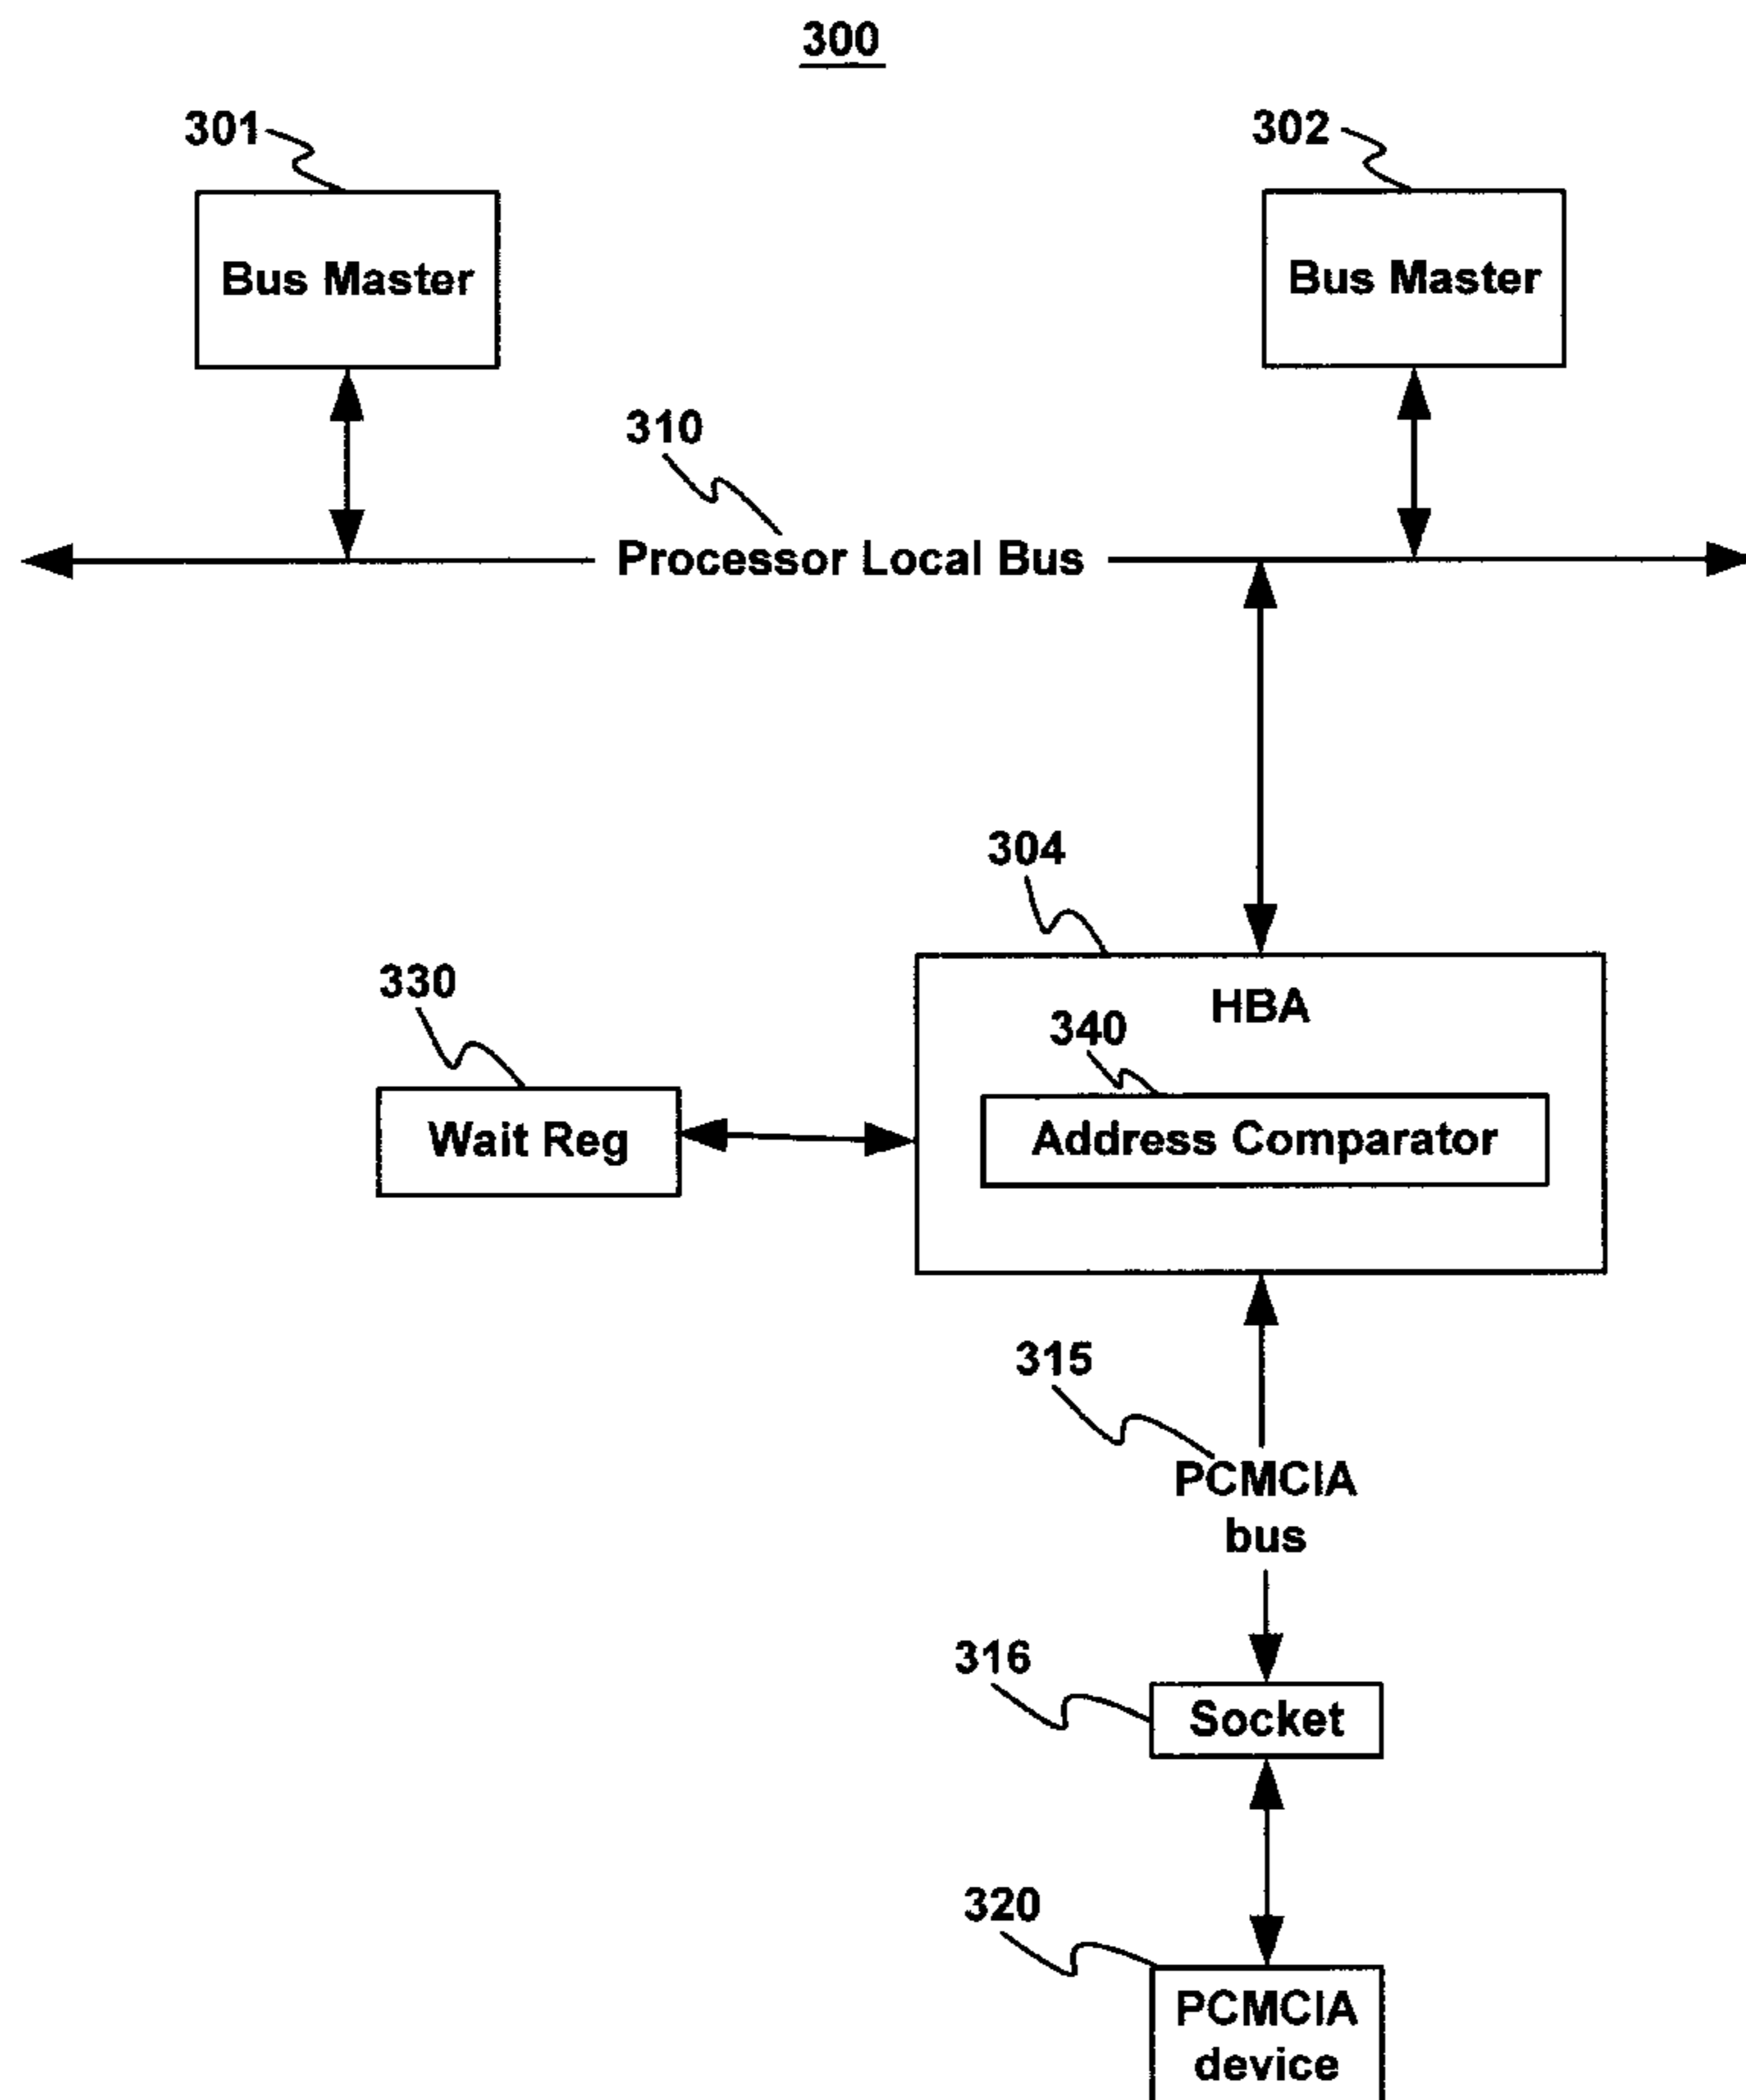 300
301
302
Bus Master
Bus Master
310
Processor Local Bus
304
330
HBA
340
Wait Reg
Address Comparator
315
PCMCIA
bus
316
Socket
320
PCMCIA
device